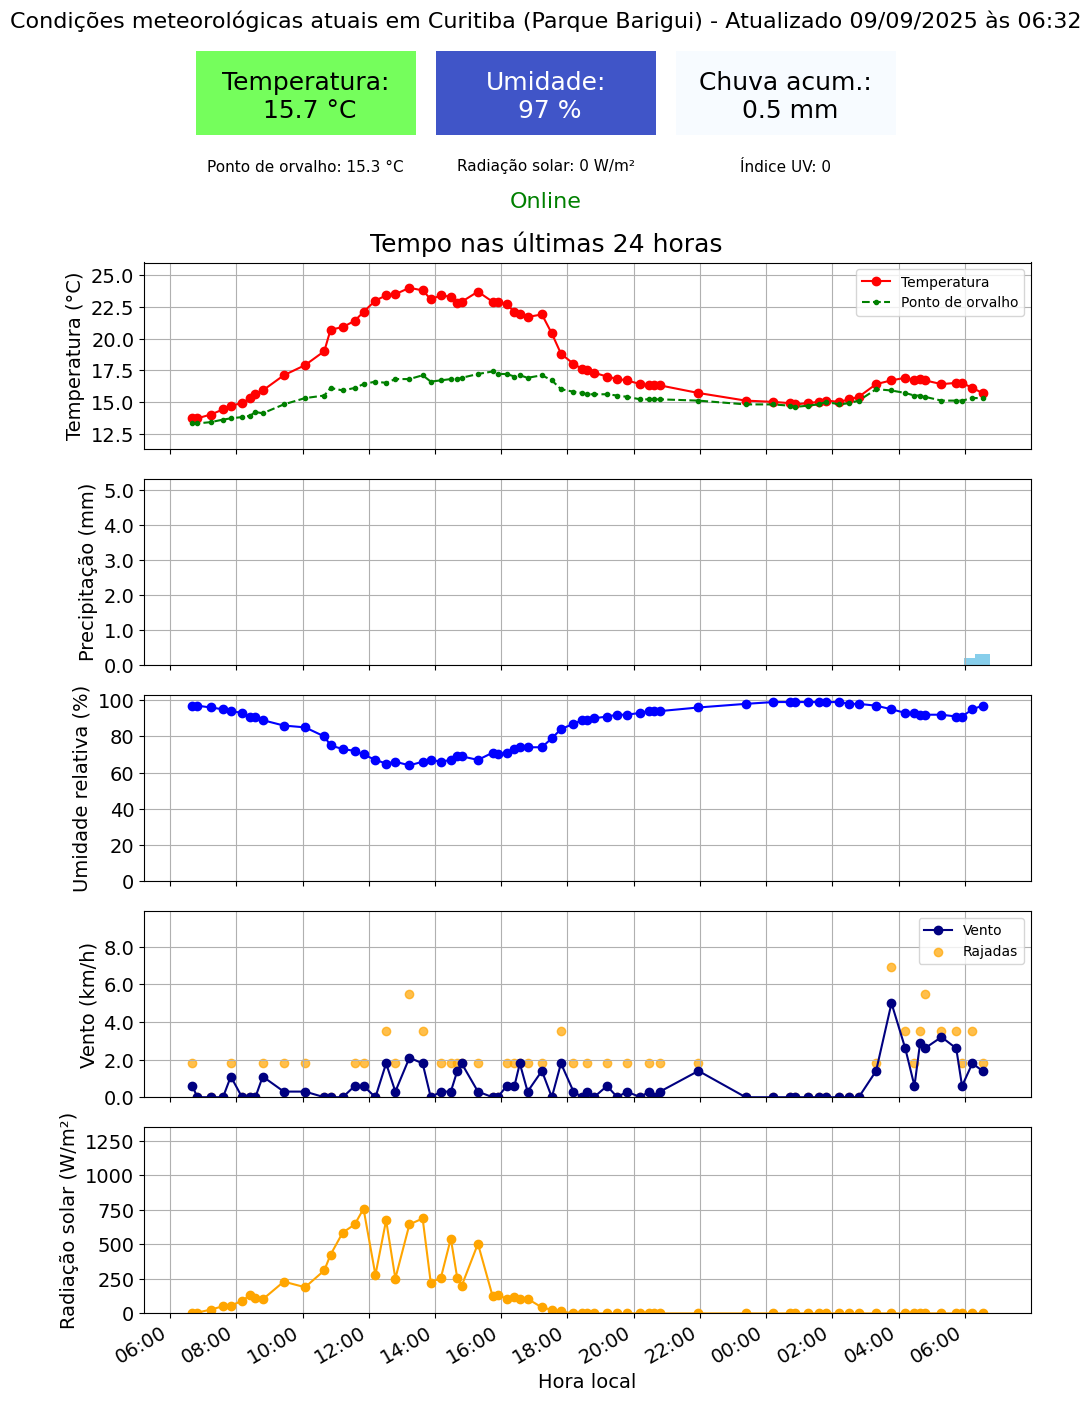 Condições meteorológicas atuais em Curitiba (Parque Barigui) - Atualizado 09/09/2025 às 06:32
Temperatura:
15.7 °C
Umidade:
97 %
Chuva acum.:
0.5 mm
Ponto de orvalho: 15.3 °C
Radiação solar: 0 W/m²
Índice UV: 0
Online
Tempo nas últimas 24 horas
Temperatura (°C)
25.0
22.5
20.0
17.5
15.0
12.5
Temperatura
Ponto de orvalho
Precipitação (mm)
5.0
4.0
3.0
2.0
1.0
0.0
Umidade relativa (%)
100
80
60
40
20
0
Vento (km/h)
8.0
6.0
4.0
2.0
0.0
Vento
Rajadas
Radiação solar (W/m²)
1250
1000
750
500
250
0
06:00
08:00
10:00
12:00
14:00
16:00
18:00
20:00
22:00
00:00
02:00
04:00
06:00
Hora local